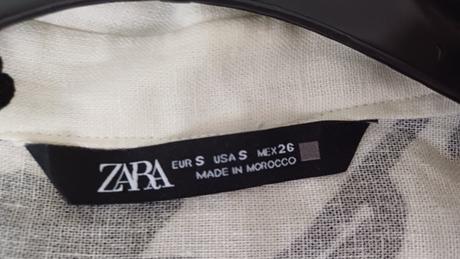 ZARA
EUR S USA S MEX 26
MADE IN MOROCCO